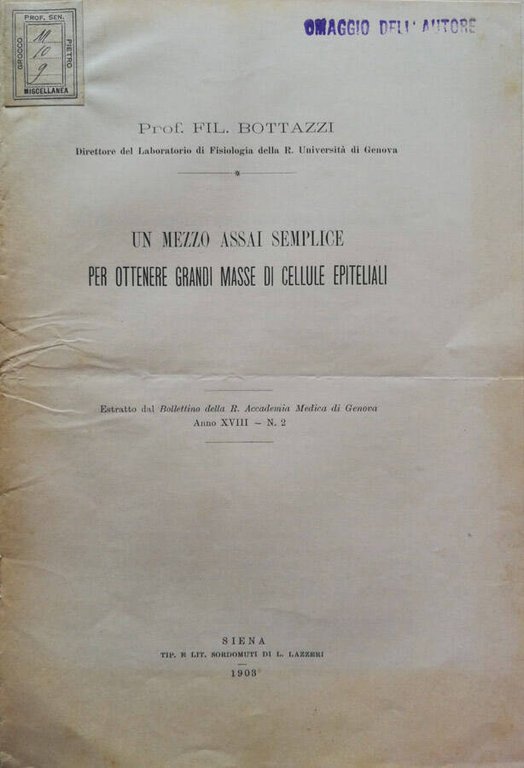 PROF. SEN.
GROCCO
PIETRO
MISCELLANEA
OMAGGIO DELL'AUTORE
Prof. FIL. BOTTAZZI
Direttore del Laboratorio di Fisiologia della R. Università di Genova
UN MEZZO ASSAI SEMPLICE
PER OTTENERE GRANDI MASSE DI CELLULE EPITELIALI
Estratto dal Bollettino della R. Accademia Medica di Genova
Anno XVIII — N. 2
SIENA
TIP. E LIT. SORDOMUTI DI L. LAZZERI
1903